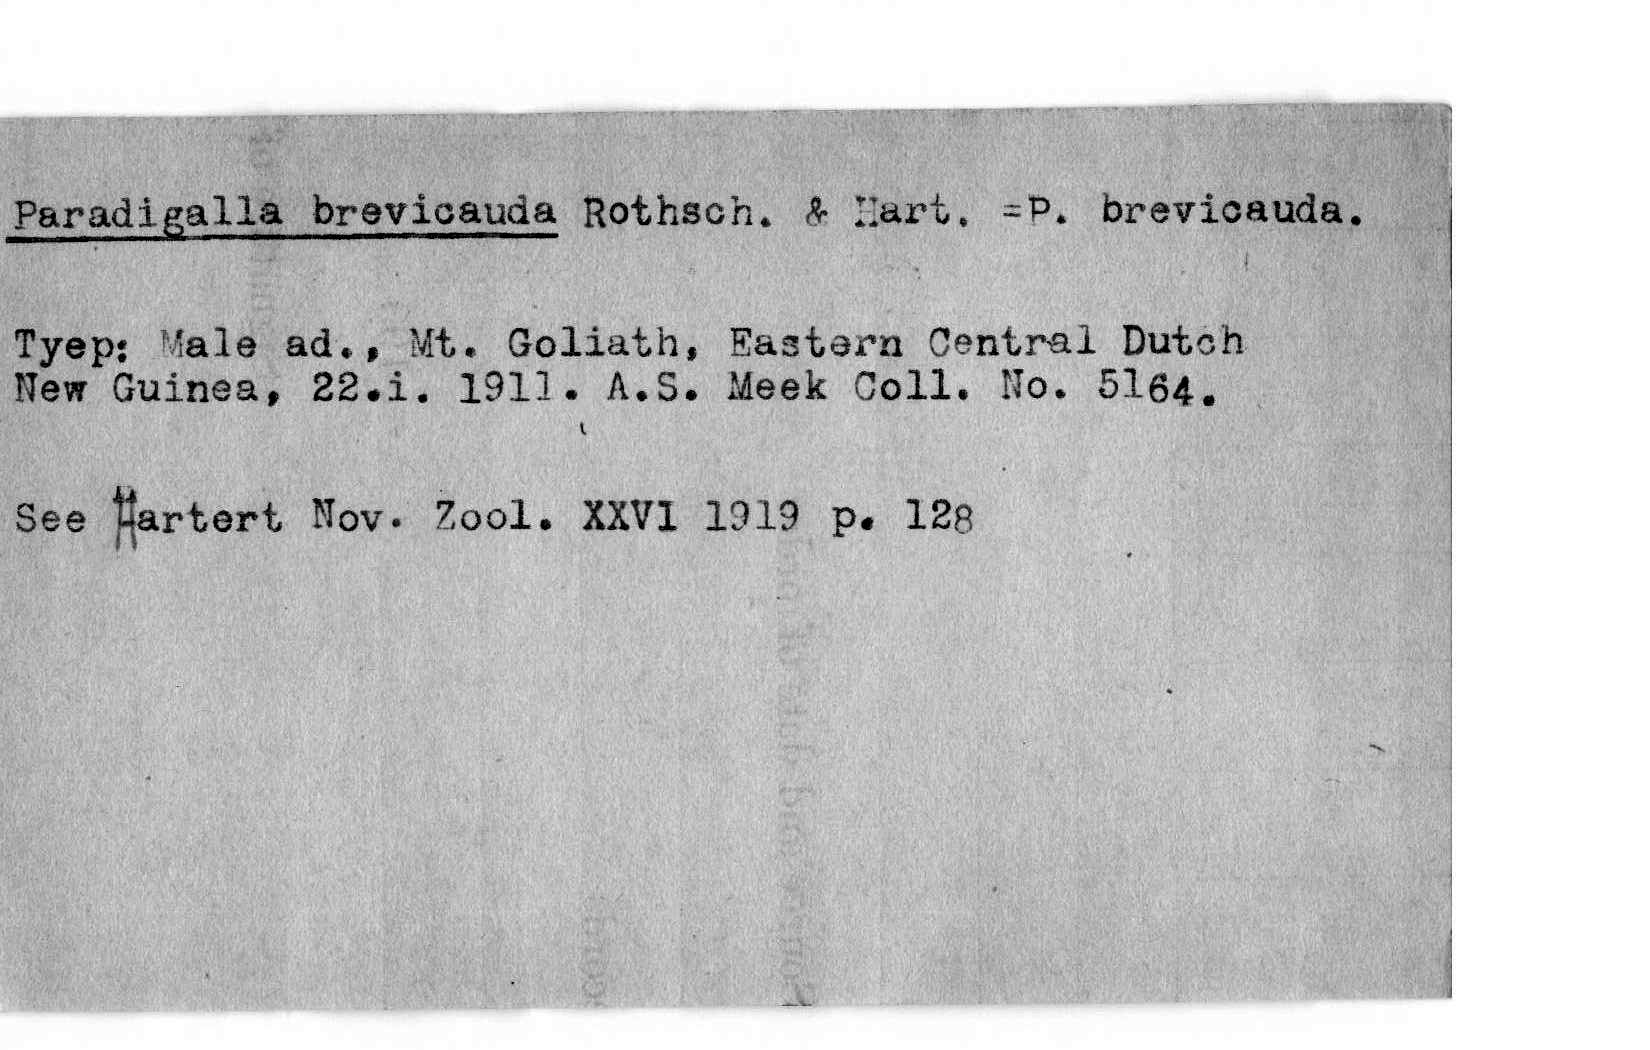 Paradigalla brevicauda Rothsch. & Hart. =P. brevicauda.
Tyep: Male ad., Mt. Goliath, Eastern Central Dutch
New Guinea, 22.i. 1911. A.S. Meek Coll. No. 5164.
See Hartert Nov. Zool. XXVI 1919 p. 128